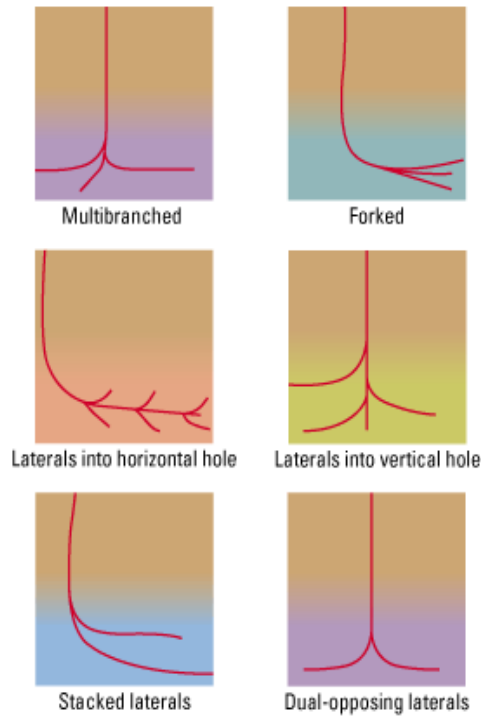 Multibranched
Forked
Laterals into horizontal hole
Laterals into vertical hole
Stacked laterals
Dual-opposing laterals